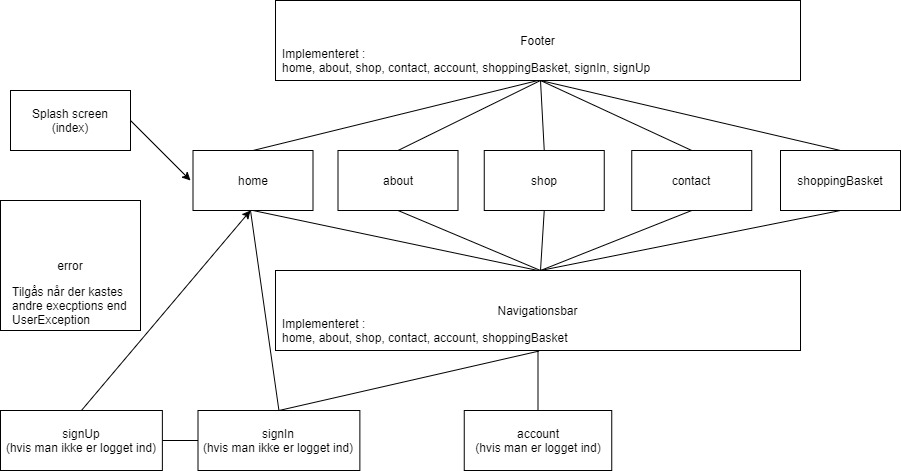 Footer
Implementeret :
home, about, shop, contact, account, shoppingBasket, signIn, signUp
Splash screen
(index)
home
about
shop
contact
shoppingBasket
error
Tilgås når der kastes
andre execptions end
UserException
Navigationsbar
Implementeret :
home, about, shop, contact, account, shoppingBasket
signUp
(hvis man ikke er logget ind)
signIn
(hvis man ikke er logget ind)
account
(hvis man er logget ind)